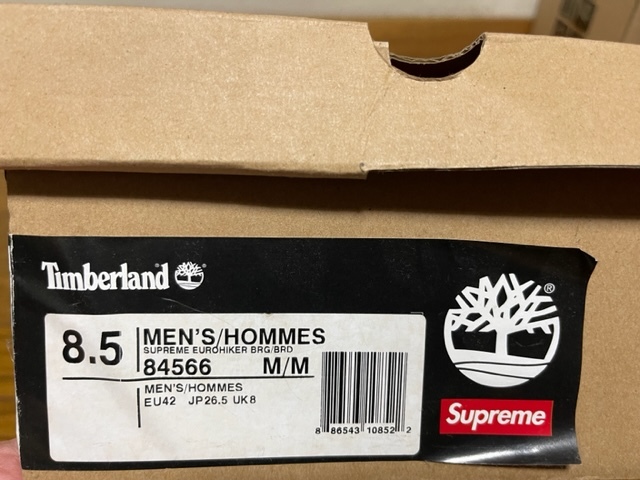 Timberland
®
8.5
MEN'S/HOMMES
SUPREME EUROHIKER BRG/BRD
84566 M/M
MEN'S/HOMMES
EU42 JP26.5 UK8
8 86543 10852 2
Supreme